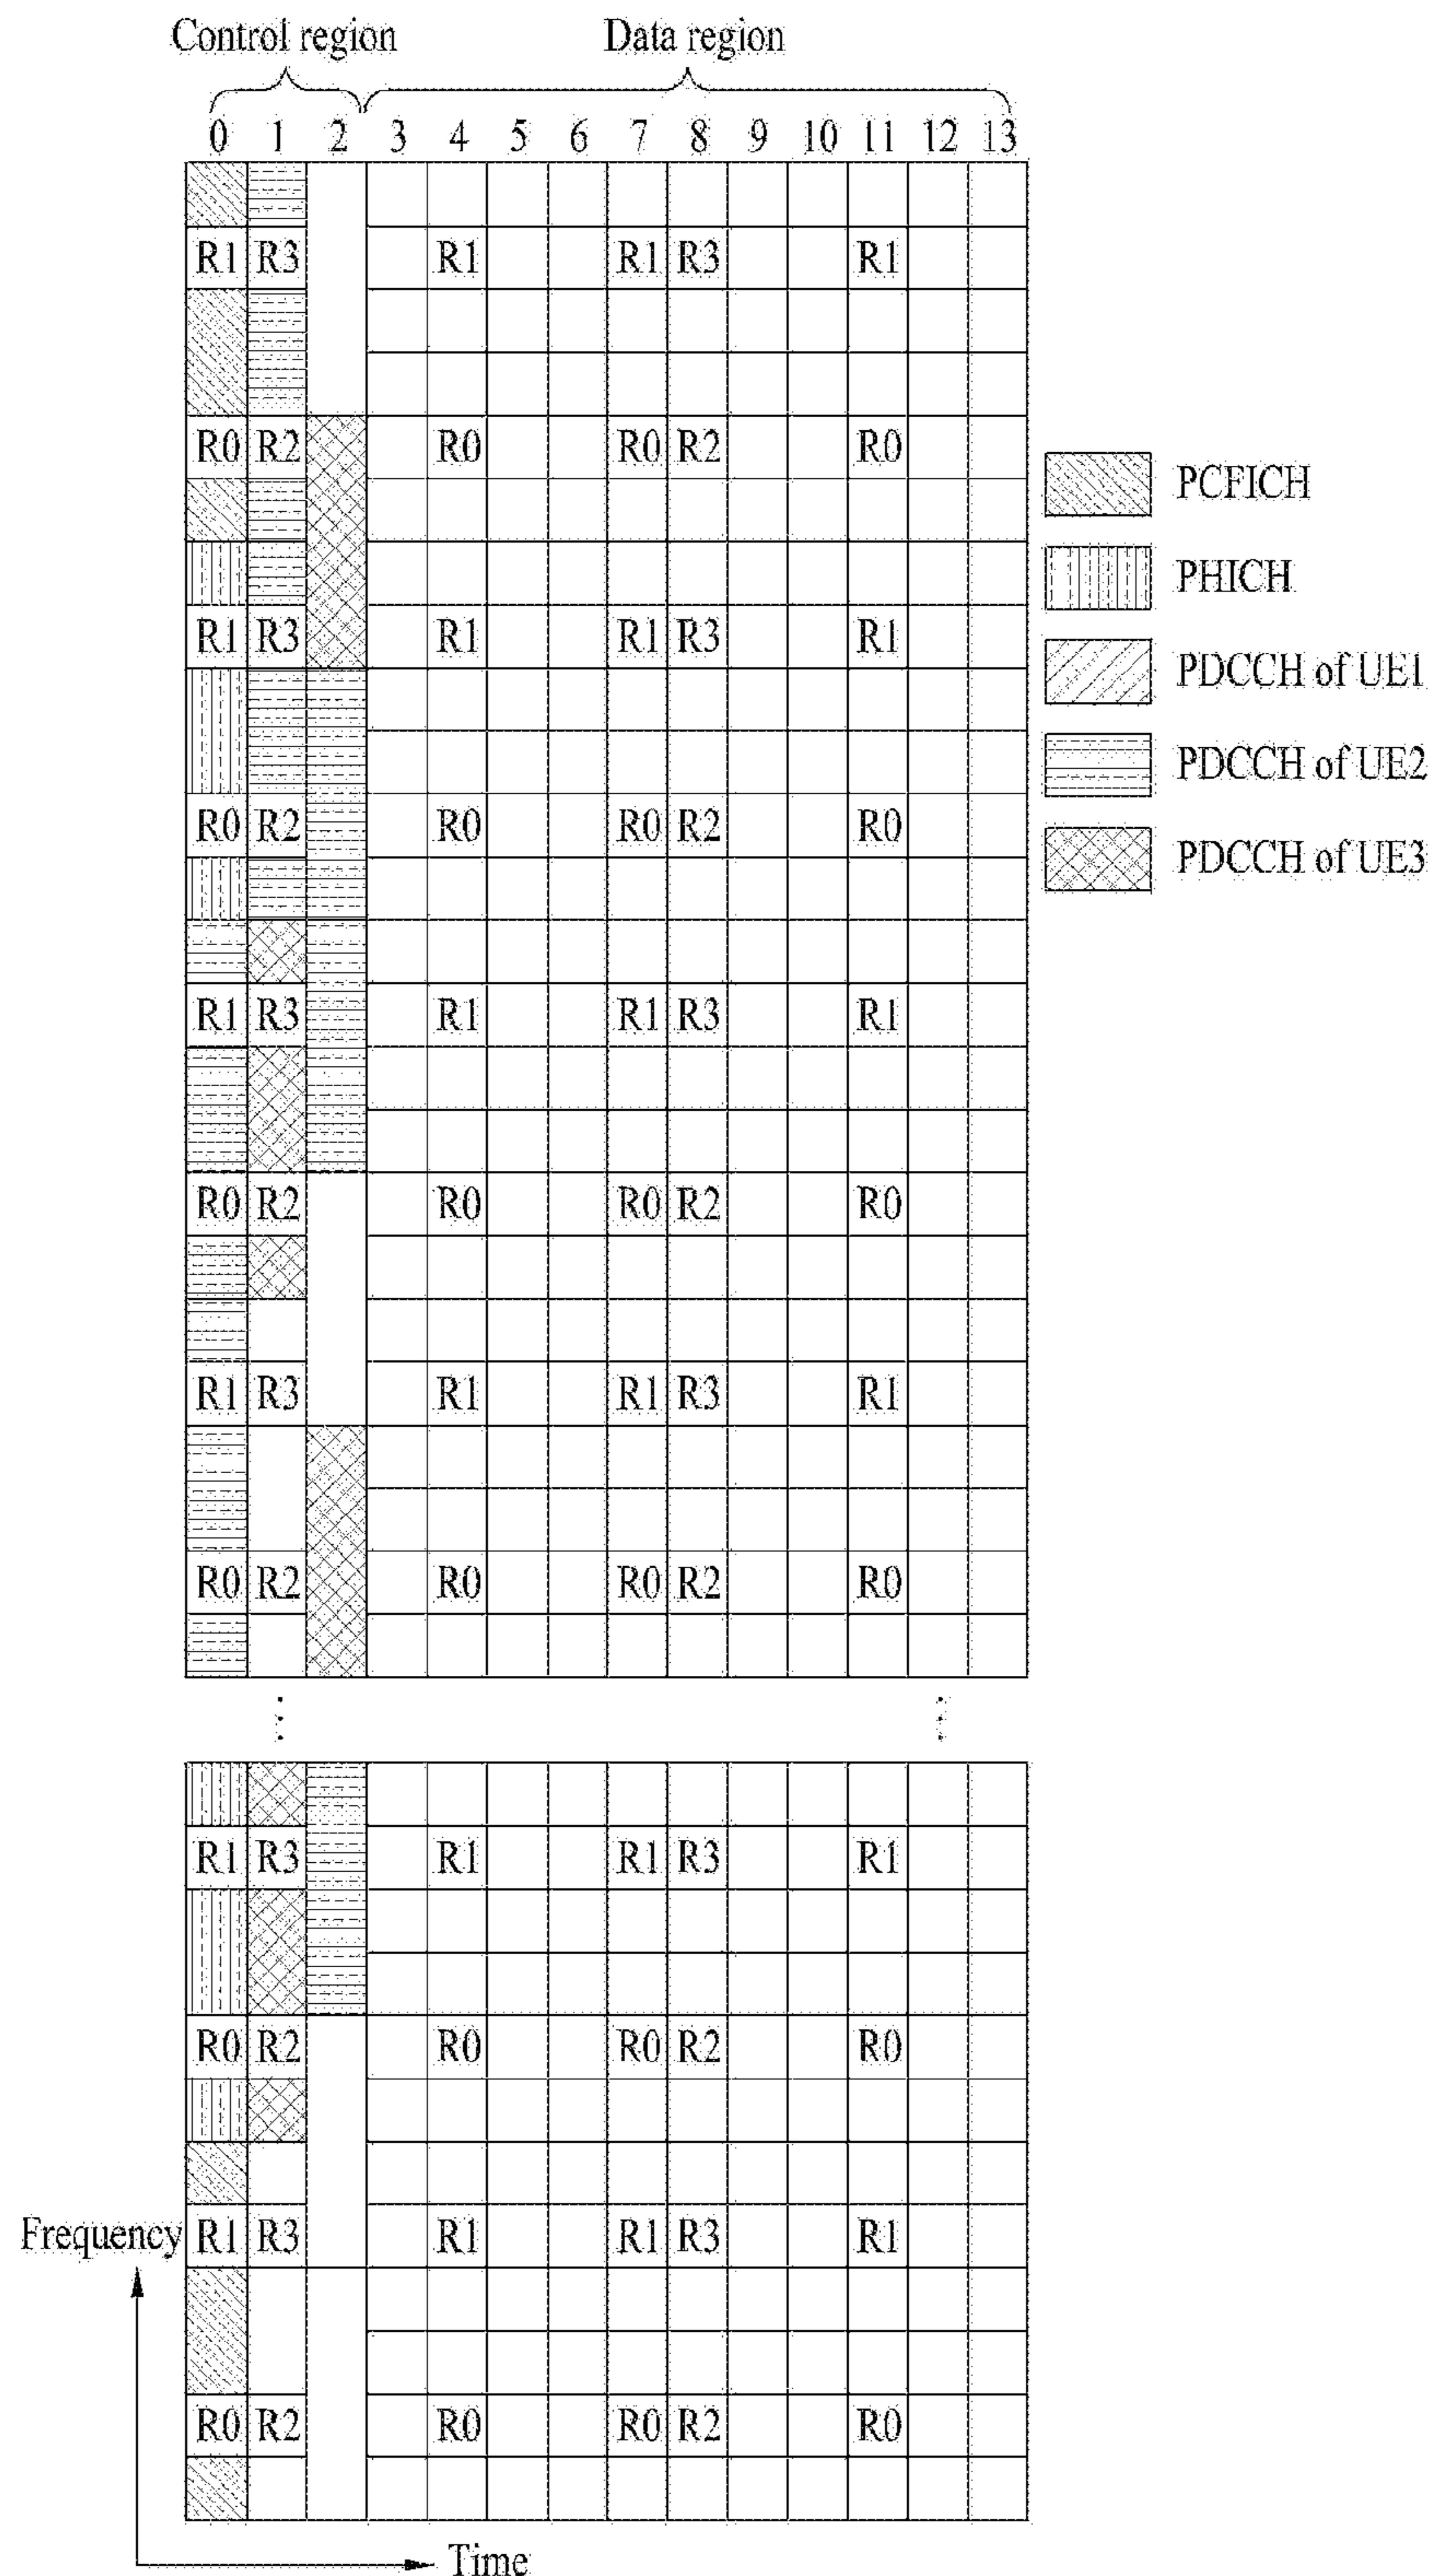 Control region Data region
0 1 2 3 4 5 6 7 8 9 10 11 12 13
R1 R3 R1 R1 R3 R1
R0 R2 R0 R0 R2 R0
PCFICH
PHICH
R1 R3 R1 R1 R3 R1
PDCCH of UE1
PDCCH of UE2
R0 R2 R0 R0 R2 R0
PDCCH of UE3
R1 R3 R1 R1 R3 R1
R0 R2 R0 R0 R2 R0
R1 R3 R1 R1 R3 R1
R0 R2 R0 R0 R2 R0
R1 R3 R1 R1 R3 R1
R0 R2 R0 R0 R2 R0
Frequency R1 R3 R1 R1 R3 R1
R0 R2 R0 R0 R2 R0
Time